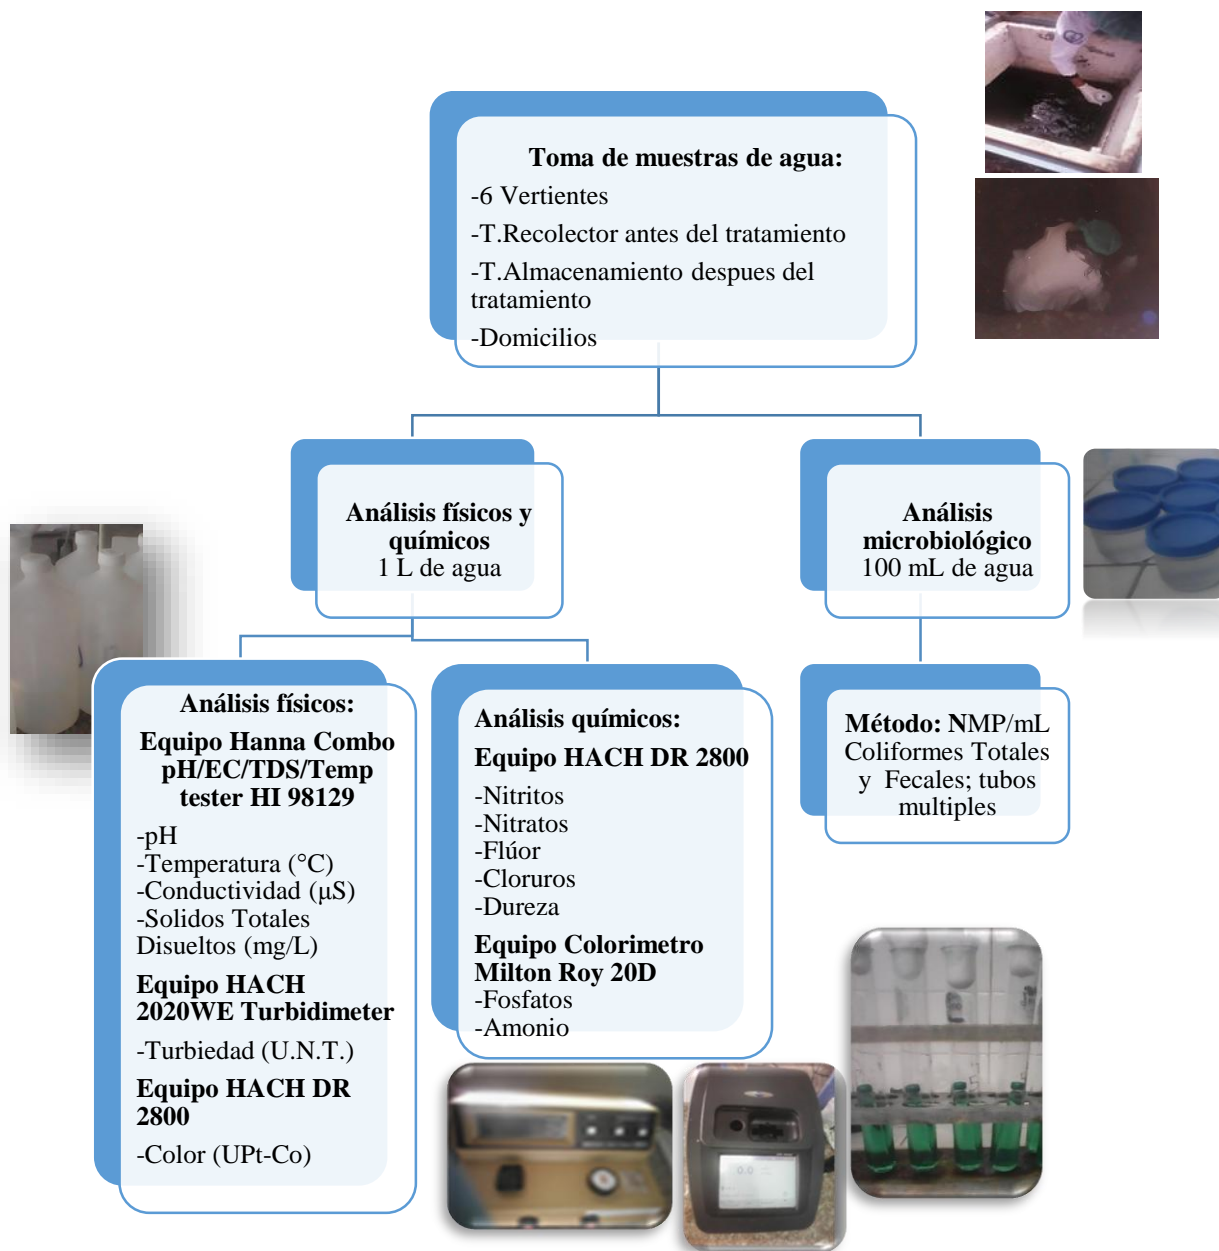 Toma de muestras de agua:
-6 Vertientes
-T.Recolector antes del tratamiento
-T.Almacenamiento despues del
tratamiento
-Domicilios
Análisis físicos y
químicos
1 L de agua
Análisis
microbiológico
100 mL de agua
Análisis físicos:
Equipo Hanna Combo
pH/EC/TDS/Temp
tester HI 98129
-pH
-Temperatura (°C)
-Conductividad (µS)
-Solidos Totales
Disueltos (mg/L)
Equipo HACH
2020WE Turbidimeter
-Turbiedad (U.N.T.)
Equipo HACH DR
2800
-Color (UPt-Co)
Análisis químicos:
Equipo HACH DR 2800
-Nitritos
-Nitratos
-Flúor
-Cloruros
-Dureza
Equipo Colorimetro
Milton Roy 20D
-Fosfatos
-Amonio
Método: NMP/mL
Coliformes Totales
y Fecales; tubos
multiples
0.0